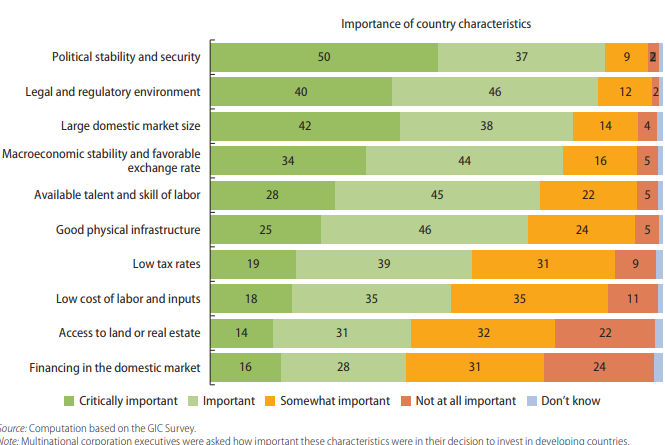 Importance of country characteristics
Political stability and security 50 37 9 2
Legal and regulatory environment 40 46 12 2
Large domestic market size 42 38 14 4
Macroeconomic stability and favorable
exchange rate 34 44 16 5
Available talent and skill of labor 28 45 22 5
Good physical infrastructure 25 46 24 5
Low tax rates 19 39 31 9
Low cost of labor and inputs 18 35 35 11
Access to land or real estate 14 31 32 22
Financing in the domestic market 16 28 31 24
Critically important Important Somewhat important Not at all important Don't know
Source: Computation based on the GIC Survey.
Note: Multinational corporation executives were asked how important these characteristics were in their decision to invest in developing countries.